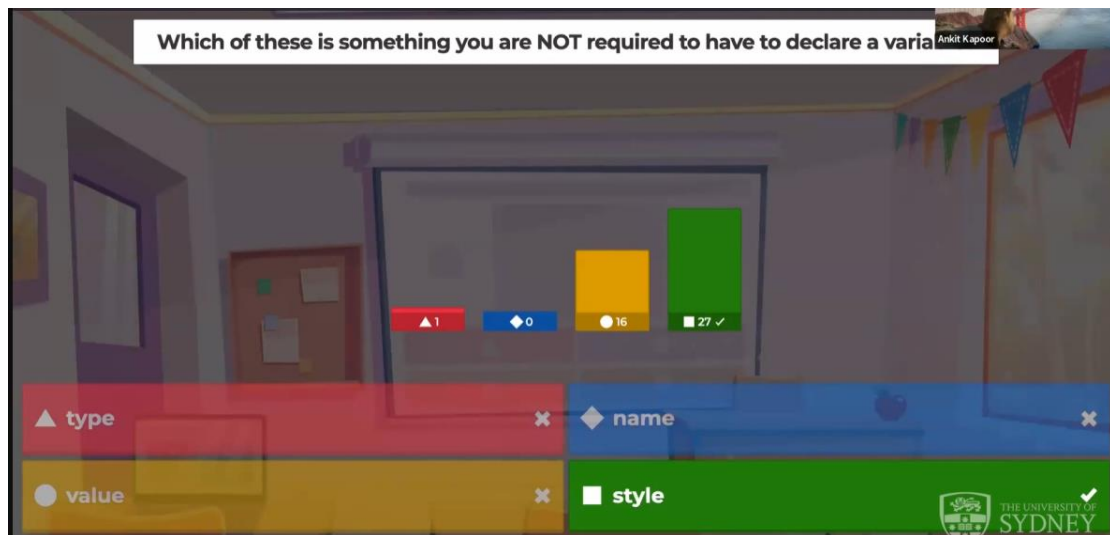 Which of these is something you are NOT required to have to declare a
Ankit Kapoor
1
0
16
27
type
name
value
style
THE UNIVERSITY OF
SYDNEY